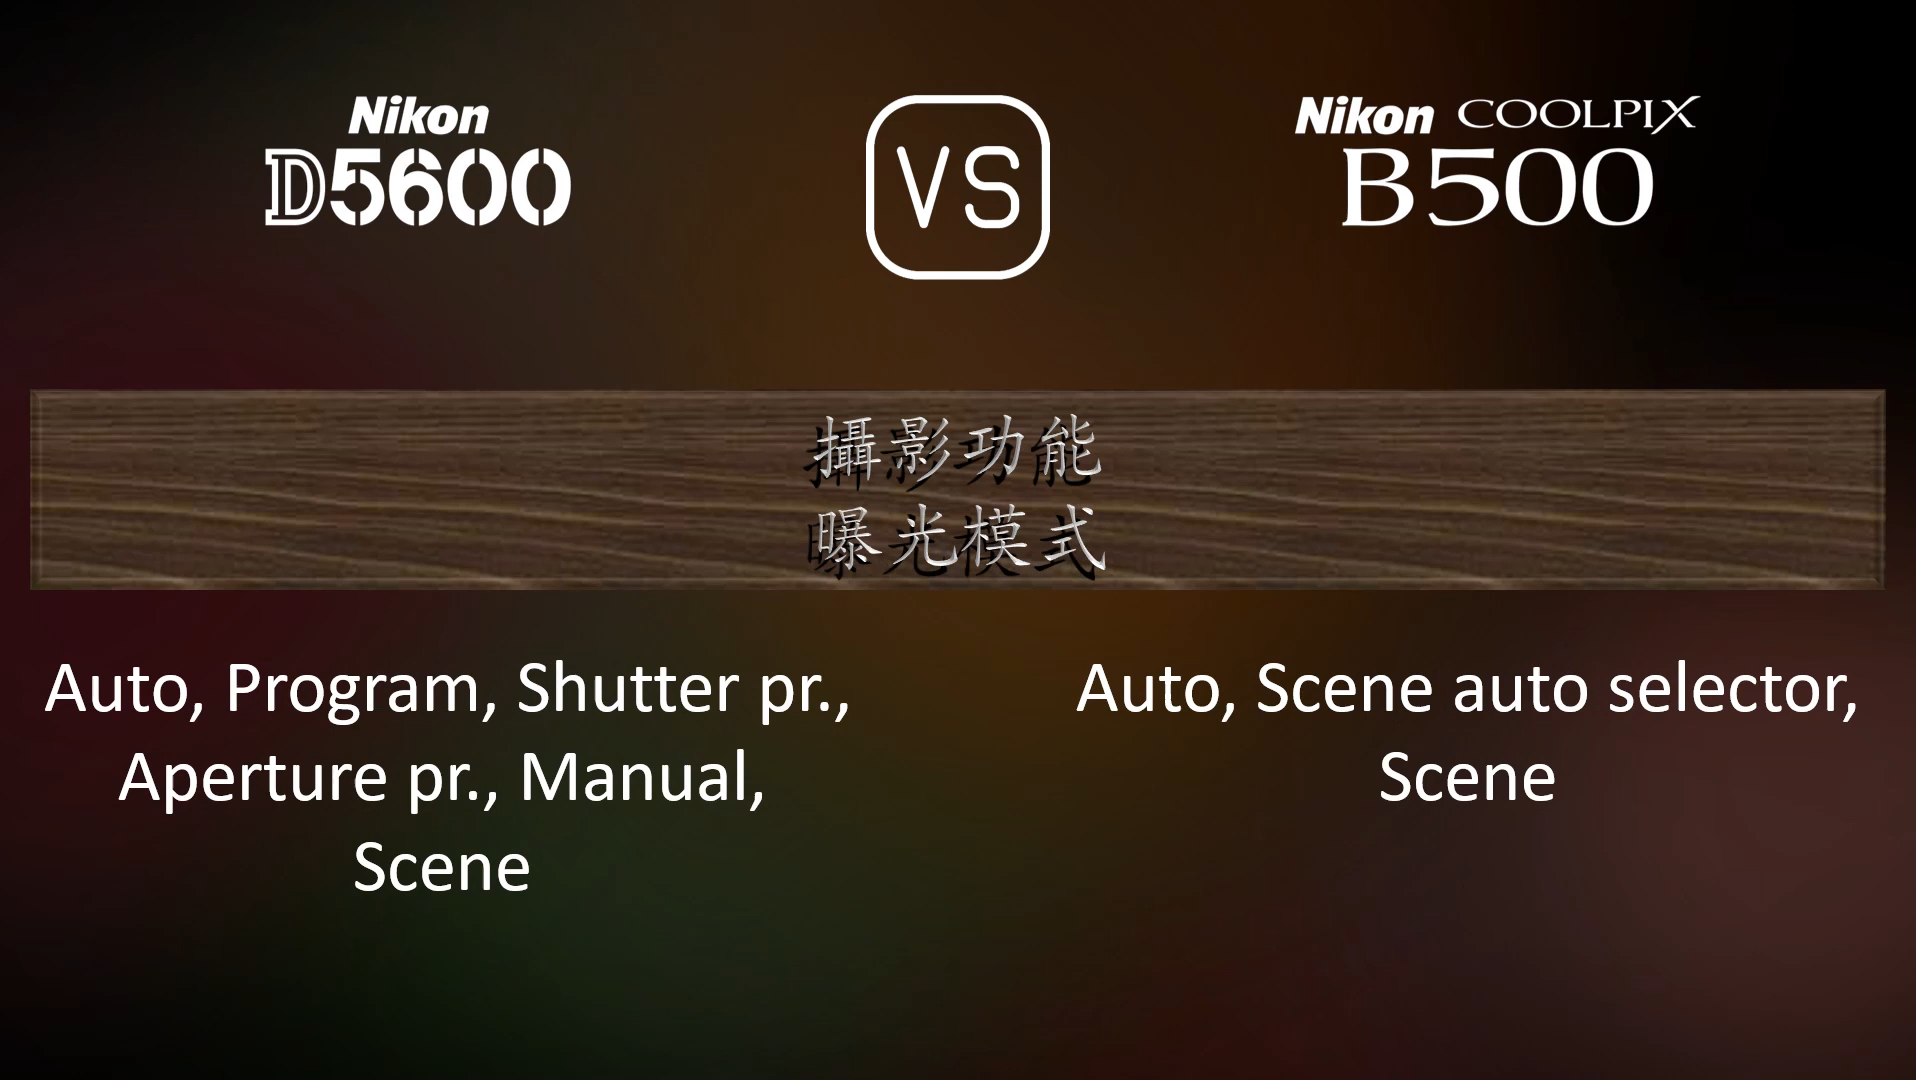 Nikon
D5600
VS
Nikon COOLPIX
B500
攝影功能
曝光模式
Auto, Program, Shutter pr.,
Aperture pr., Manual,
Scene
Auto, Scene auto selector,
Scene